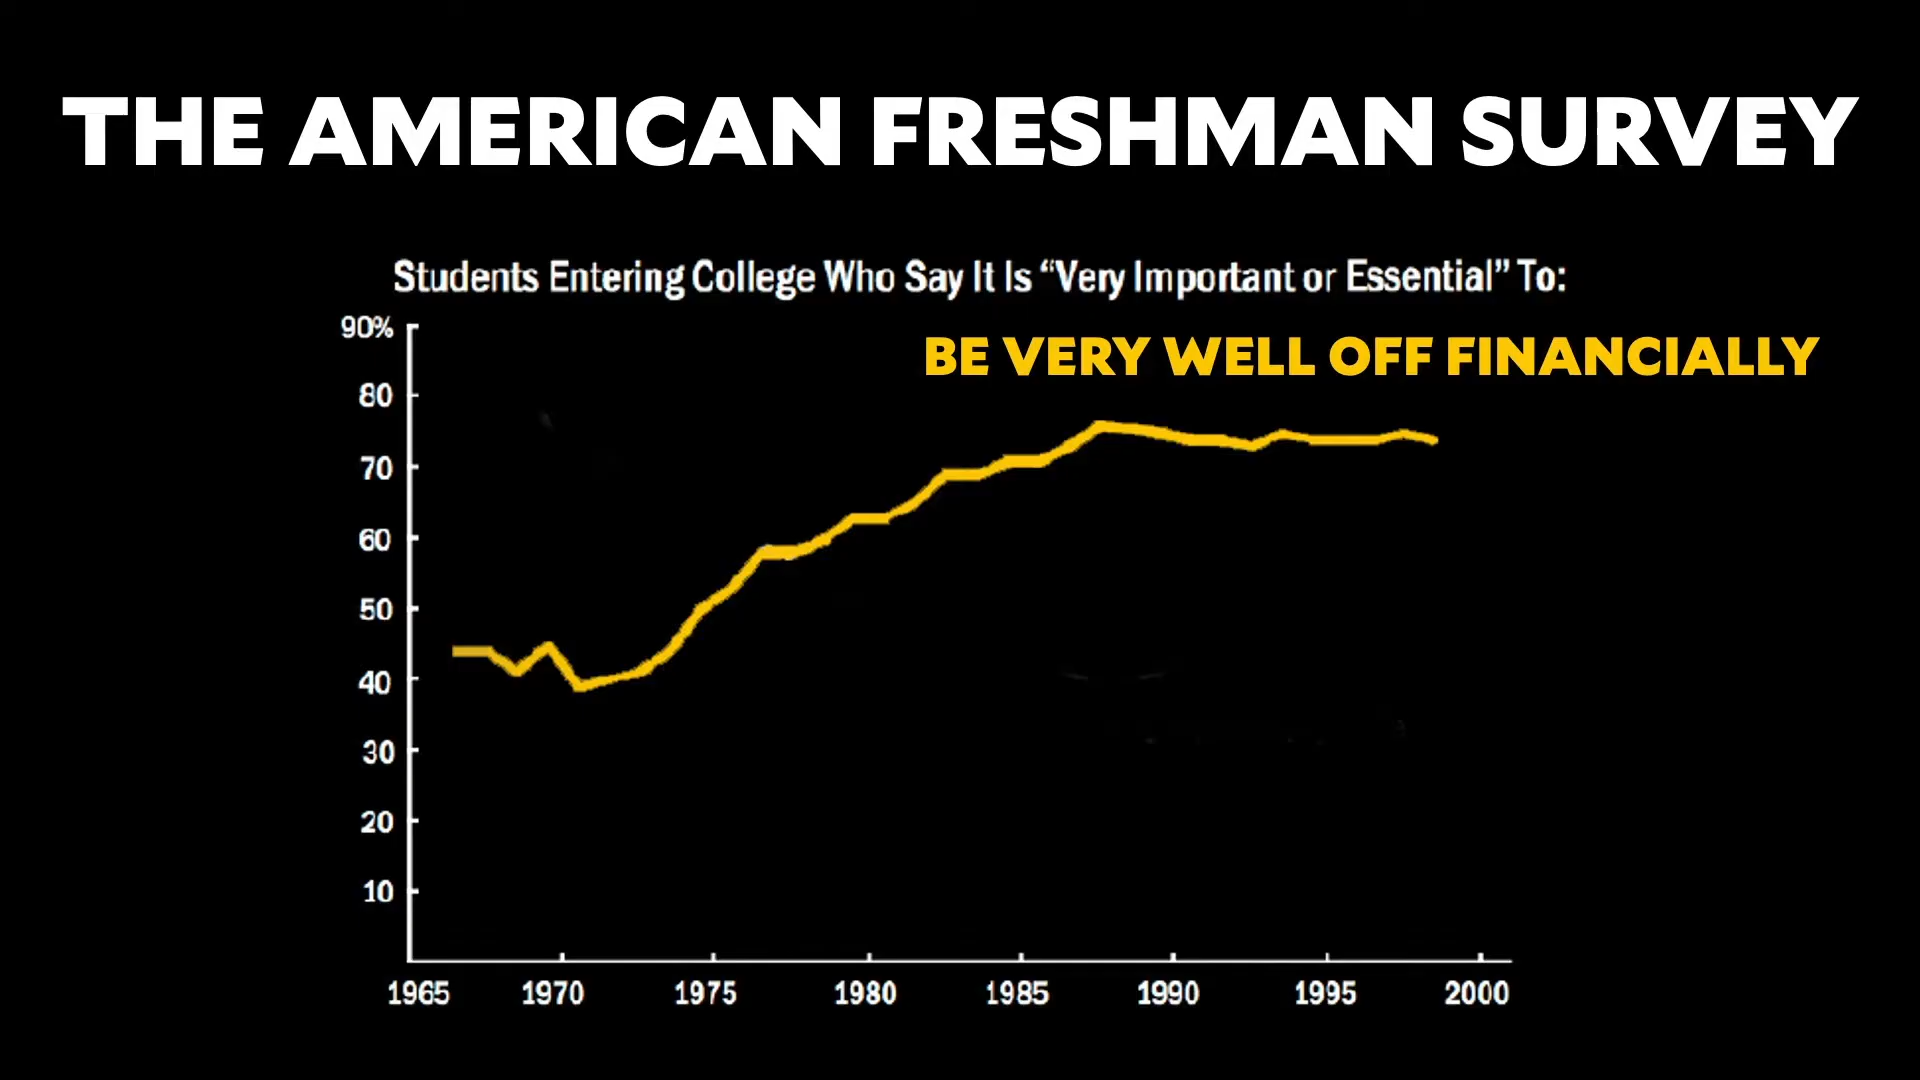 THE AMERICAN FRESHMAN SURVEY
Students Entering College Who Say It Is “Very Important or Essential” To:
BE VERY WELL OFF FINANCIALLY
90%
80
70
60
50
40
30
20
10
1965 1970 1975 1980 1985 1990 1995 2000